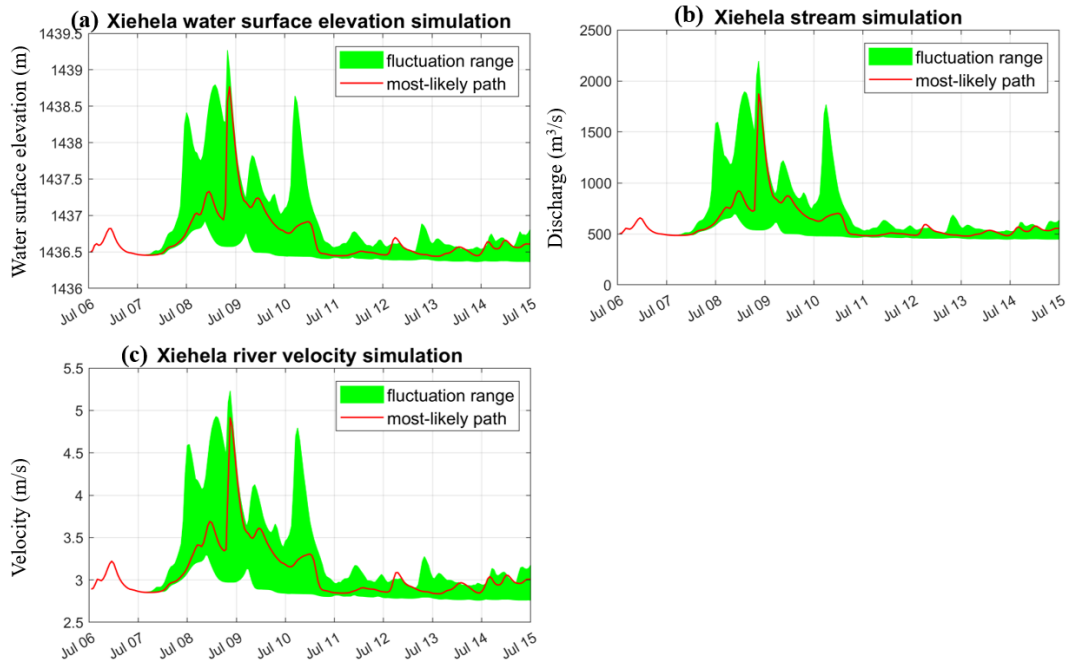 (a) Xiehela water surface elevation simulation
Water surface elevation (m)
1439.5
1439
1438.5
1438
1437.5
1437
1436.5
1436
fluctuation range
most-likely path
Jul 06
Jul 07
Jul 08
Jul 09
Jul 10
Jul 11
Jul 12
Jul 13
Jul 14
Jul 15
(b) Xiehela stream simulation
Discharge (m³/s)
2500
2000
1500
1000
500
0
fluctuation range
most-likely path
Jul 06
Jul 07
Jul 08
Jul 09
Jul 10
Jul 11
Jul 12
Jul 13
Jul 14
Jul 15
(c) Xiehela river velocity simulation
Velocity (m/s)
5.5
5
4.5
4
3.5
3
2.5
fluctuation range
most-likely path
Jul 06
Jul 07
Jul 08
Jul 09
Jul 10
Jul 11
Jul 12
Jul 13
Jul 14
Jul 15